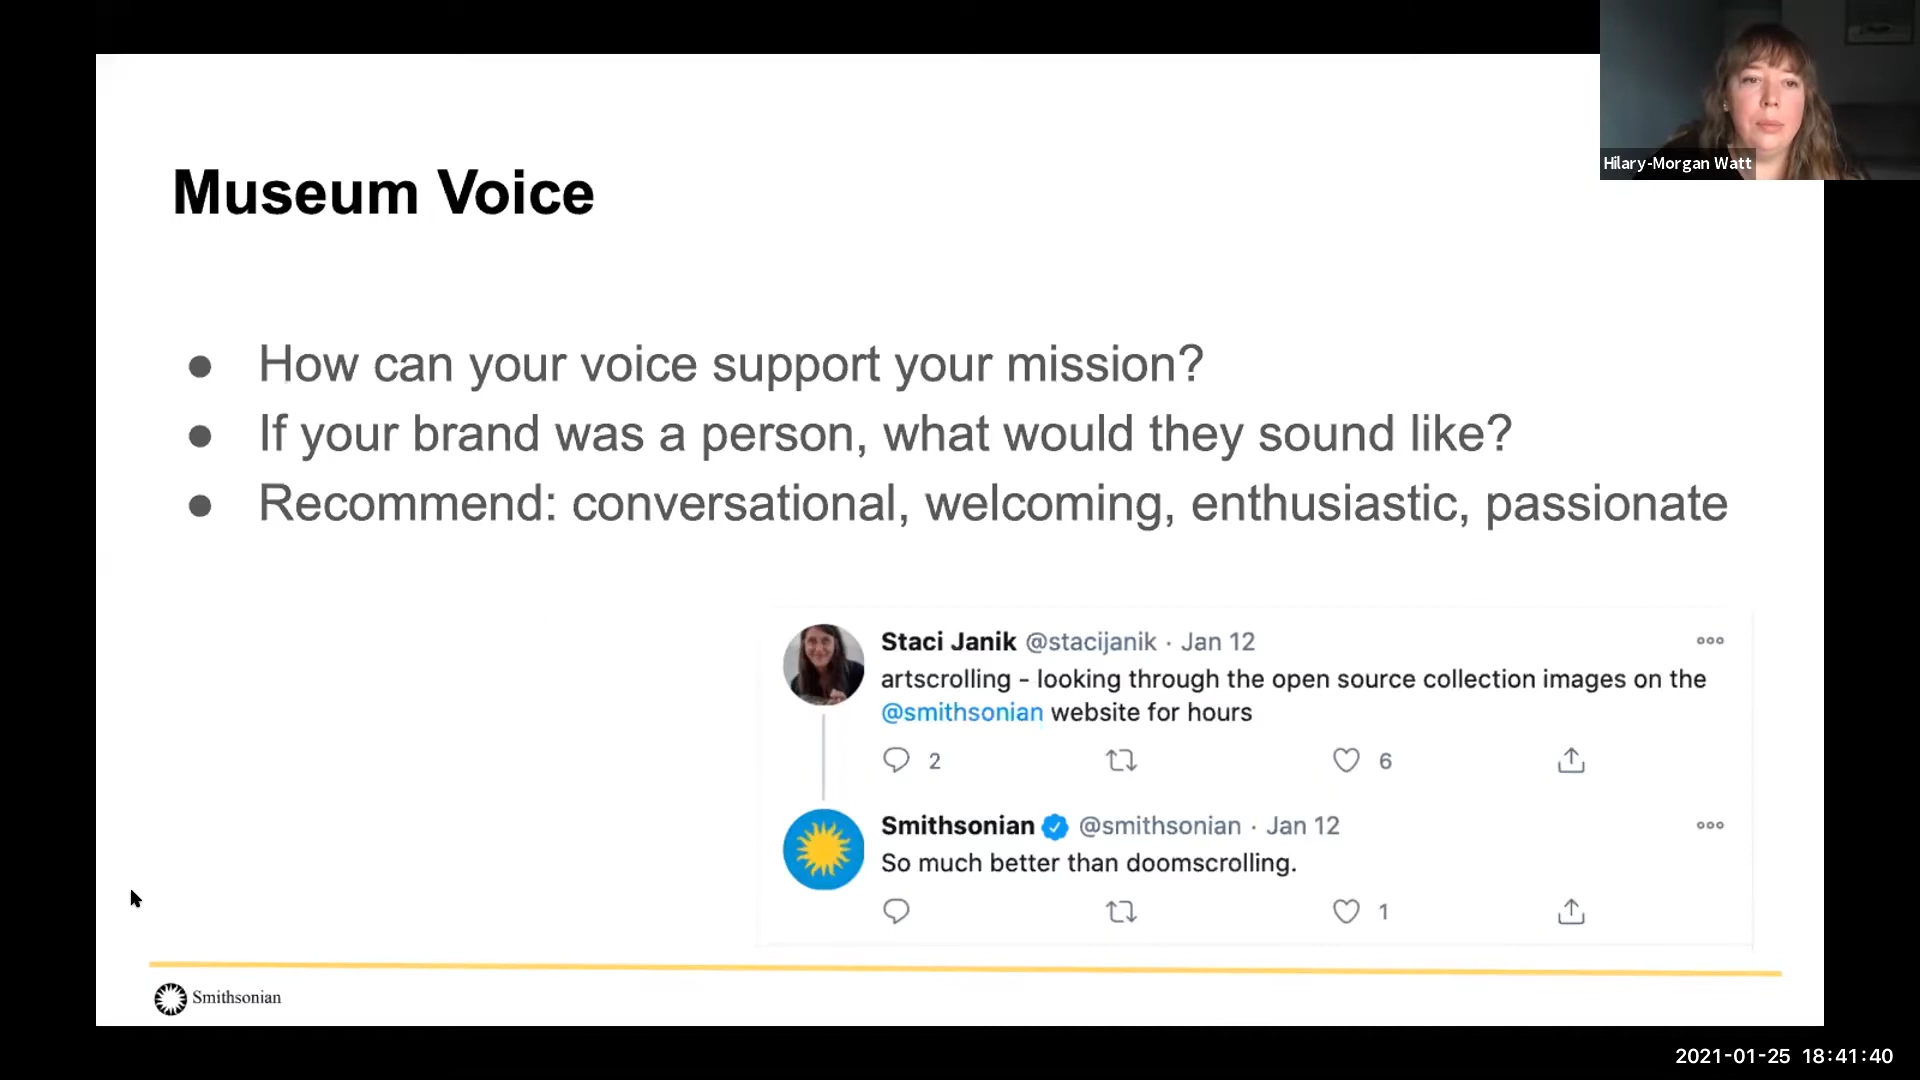 Hilary-Morgan Watt
Museum Voice
● How can your voice support your mission?
● If your brand was a person, what would they sound like?
● Recommend: conversational, welcoming, enthusiastic, passionate
Staci Janik @stacijanik · Jan 12
artscrolling - looking through the open source collection images on the
@smithsonian website for hours
2 6
Smithsonian @smithsonian · Jan 12
So much better than doomscrolling.
1
Smithsonian
2021-01-25 18:41:40